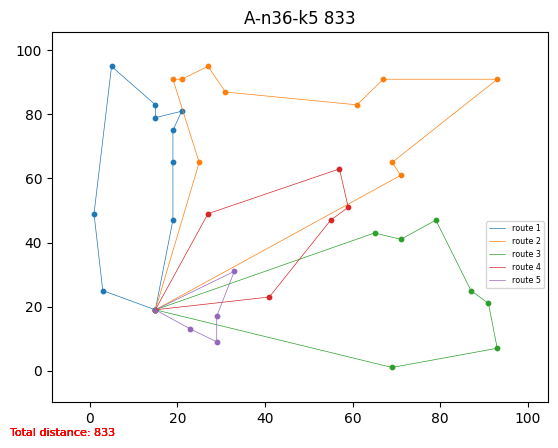 A-n36-k5 833
100
80
60
40
20
0
route 1
route 2
route 3
route 4
route 5
0 20 40 60 80 100
Total distance: 833